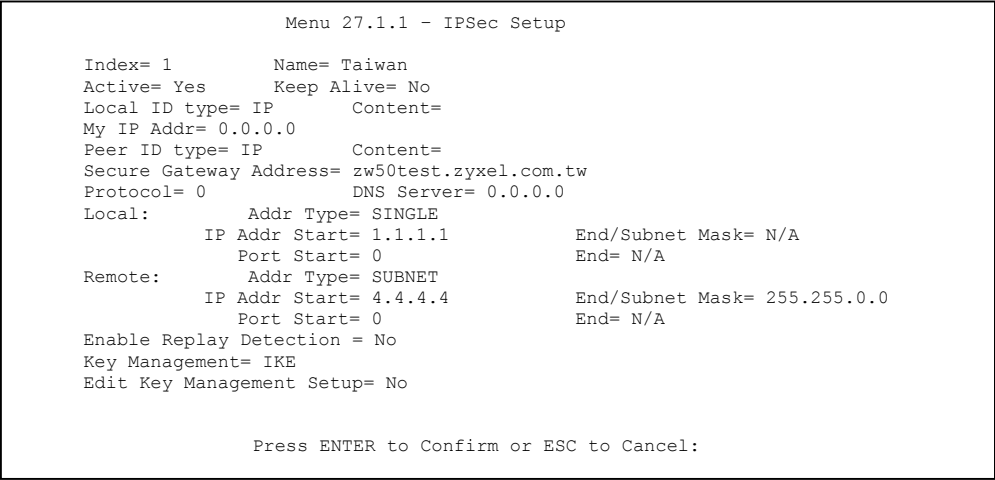 Menu 27.1.1 – IPSec Setup
Index= 1 Name= Taiwan
Active= Yes Keep Alive= No
Local ID type= IP Content=
My IP Addr= 0.0.0.0
Peer ID type= IP Content=
Secure Gateway Address= zw50test.zyxel.com.tw
Protocol= 0 DNS Server= 0.0.0.0
Local: Addr Type= SINGLE
IP Addr Start= 1.1.1.1 End/Subnet Mask= N/A
Port Start= 0 End= N/A
Remote: Addr Type= SUBNET
IP Addr Start= 4.4.4.4 End/Subnet Mask= 255.255.0.0
Port Start= 0 End= N/A
Enable Replay Detection = No
Key Management= IKE
Edit Key Management Setup= No
Press ENTER to Confirm or ESC to Cancel: